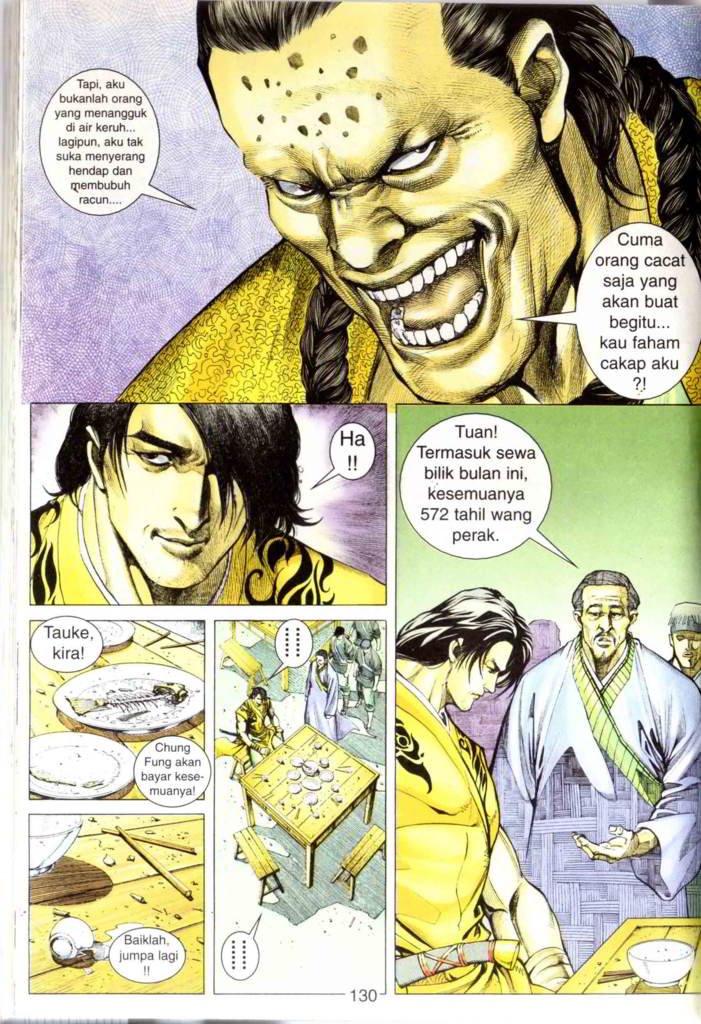 Tapi, aku
bukanlah orang
yang menangguk
di air keruh...
lagipun, aku tak
suka menyerang
hendap dan
membubuh
racun....
Cuma
orang cacat
saja yang
akan buat
begitu...
kau faham
cakap aku
?!
Ha
!!
Tuan!
Termasuk sewa
bilik bulan ini,
kesemuanya
572 tahil wang
perak.
Tauke,
kira!
Chung
Fung akan
bayar kese-
muanya!
Baiklah,
jumpa lagi
!!
130